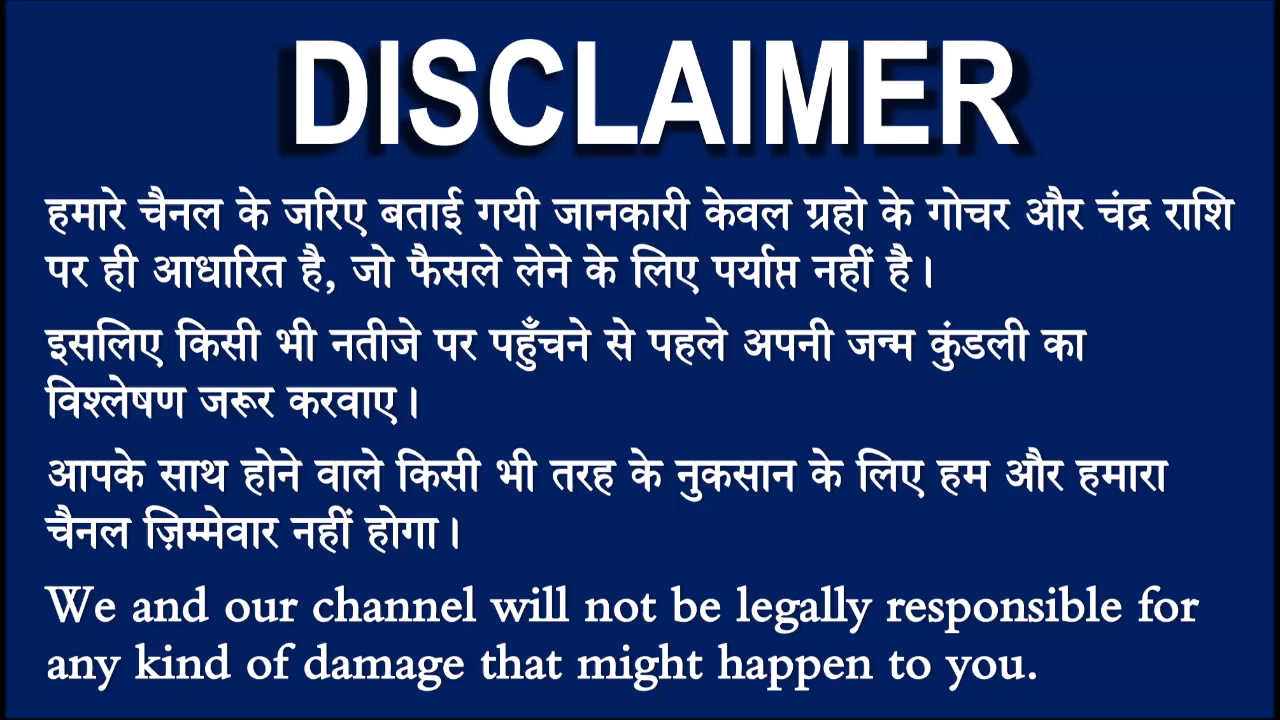 DISCLAIMER
हमारे चैनल के जरिए बताई गयी जानकारी केवल ग्रहो के गोचर और चंद्र राशि
पर ही आधारित है, जो फैसले लेने के लिए पर्याप्त नहीं है।
इसलिए किसी भी नतीजे पर पहुँचने से पहले अपनी जन्म कुंडली का
विश्लेषण जरूर करवाए।
आपके साथ होने वाले किसी भी तरह के नुकसान के लिए हम और हमारा
चैनल ज़िम्मेवार नहीं होगा।
We and our channel will not be legally responsible for
any kind of damage that might happen to you.